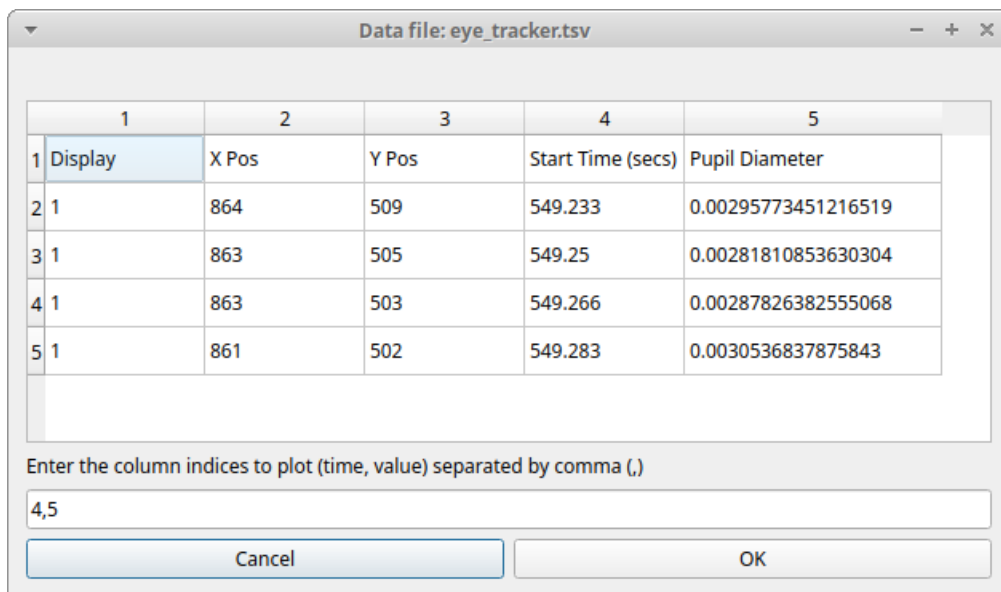 Data file: eye_tracker.tsv
1 2 3 4 5
1 Display X Pos Y Pos Start Time (secs) Pupil Diameter
2 1 864 509 549.233 0.00295773451216519
3 1 863 505 549.25 0.00281810853630304
4 1 863 503 549.266 0.00287826382555068
5 1 861 502 549.283 0.0030536837875843
Enter the column indices to plot (time, value) separated by comma (,)
4,5
Cancel OK